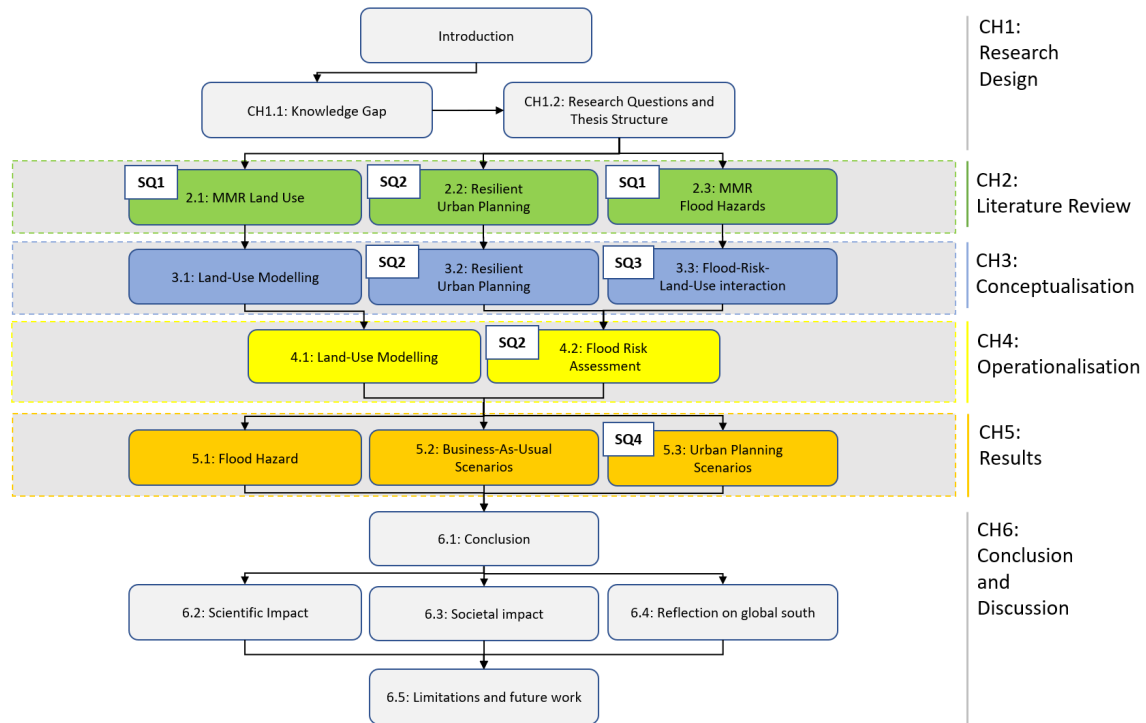 Introduction
CH1:
Research
Design
CH1.1: Knowledge Gap
CH1.2: Research Questions and
Thesis Structure
SQ1
2.1: MMR Land Use
SQ2
2.2: Resilient
Urban Planning
SQ1
2.3: MMR
Flood Hazards
CH2:
Literature Review
3.1: Land-Use Modelling
SQ2
3.2: Resilient
Urban Planning
SQ3
3.3: Flood-Risk-
Land-Use interaction
CH3:
Conceptualisation
4.1: Land-Use Modelling
SQ2
4.2: Flood Risk
Assessment
CH4:
Operationalisation
5.1: Flood Hazard
5.2: Business-As-Usual
Scenarios
SQ4
5.3: Urban Planning
Scenarios
CH5:
Results
6.1: Conclusion
CH6:
Conclusion
and
Discussion
6.2: Scientific Impact
6.3: Societal impact
6.4: Reflection on global south
6.5: Limitations and future work